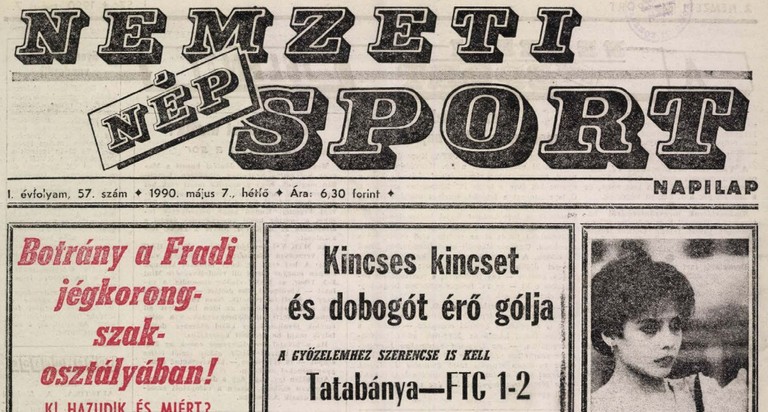 NEMZETI
NÉP
SPORT
NAPILAP
I. évfolyam, 57. szám ✦ 1990. május 7., hétfő ✦ Ára: 6,30 forint ✦
Botrány a Fradi
jégkorong-
szak-
osztályában!
KI HAZUDIK ÉS MIÉRT?
Kincses kincset
és dobogót érő gólja
A GYŐZELEMHEZ SZERENCSE IS KELL
Tatabánya—FTC 1-2